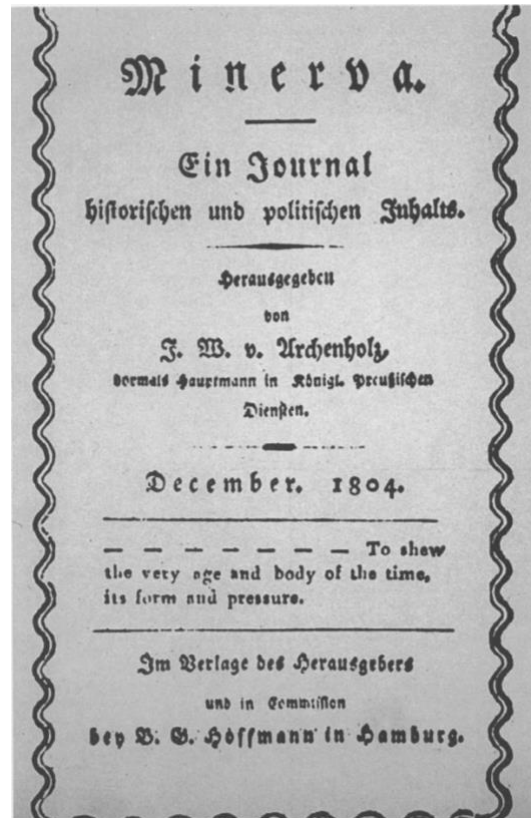 Minerva.
Ein Journal
historischen und politischen Inhalts.
Herausgegeben
von
J. W. v. Archenholz,
vormals Hauptmann in Königl. Preußischen
Diensten.
December. 1804.
— — — — — — — To shew
the very age and body of the time,
its form and pressure.
Im Verlage des Herausgebers
und in Commission
bey B. G. Hoffmann in Hamburg.